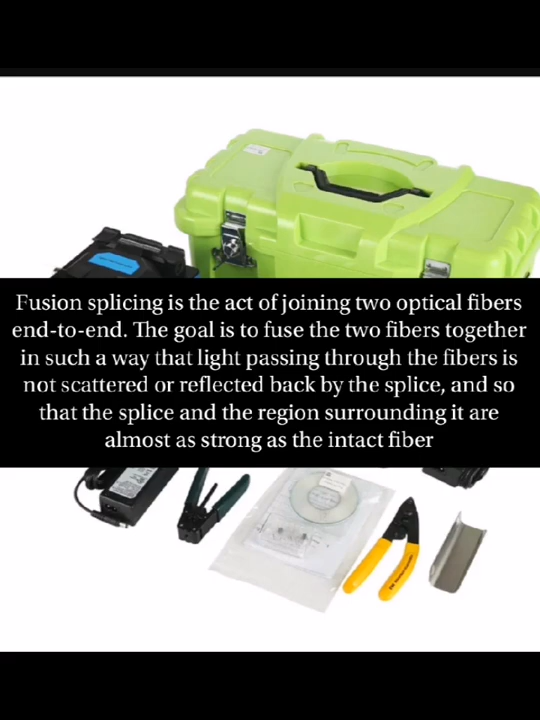 Fusion splicing is the act of joining two optical fibers
end-to-end. The goal is to fuse the two fibers together
in such a way that light passing through the fibers is
not scattered or reflected back by the splice, and so
that the splice and the region surrounding it are
almost as strong as the intact fiber